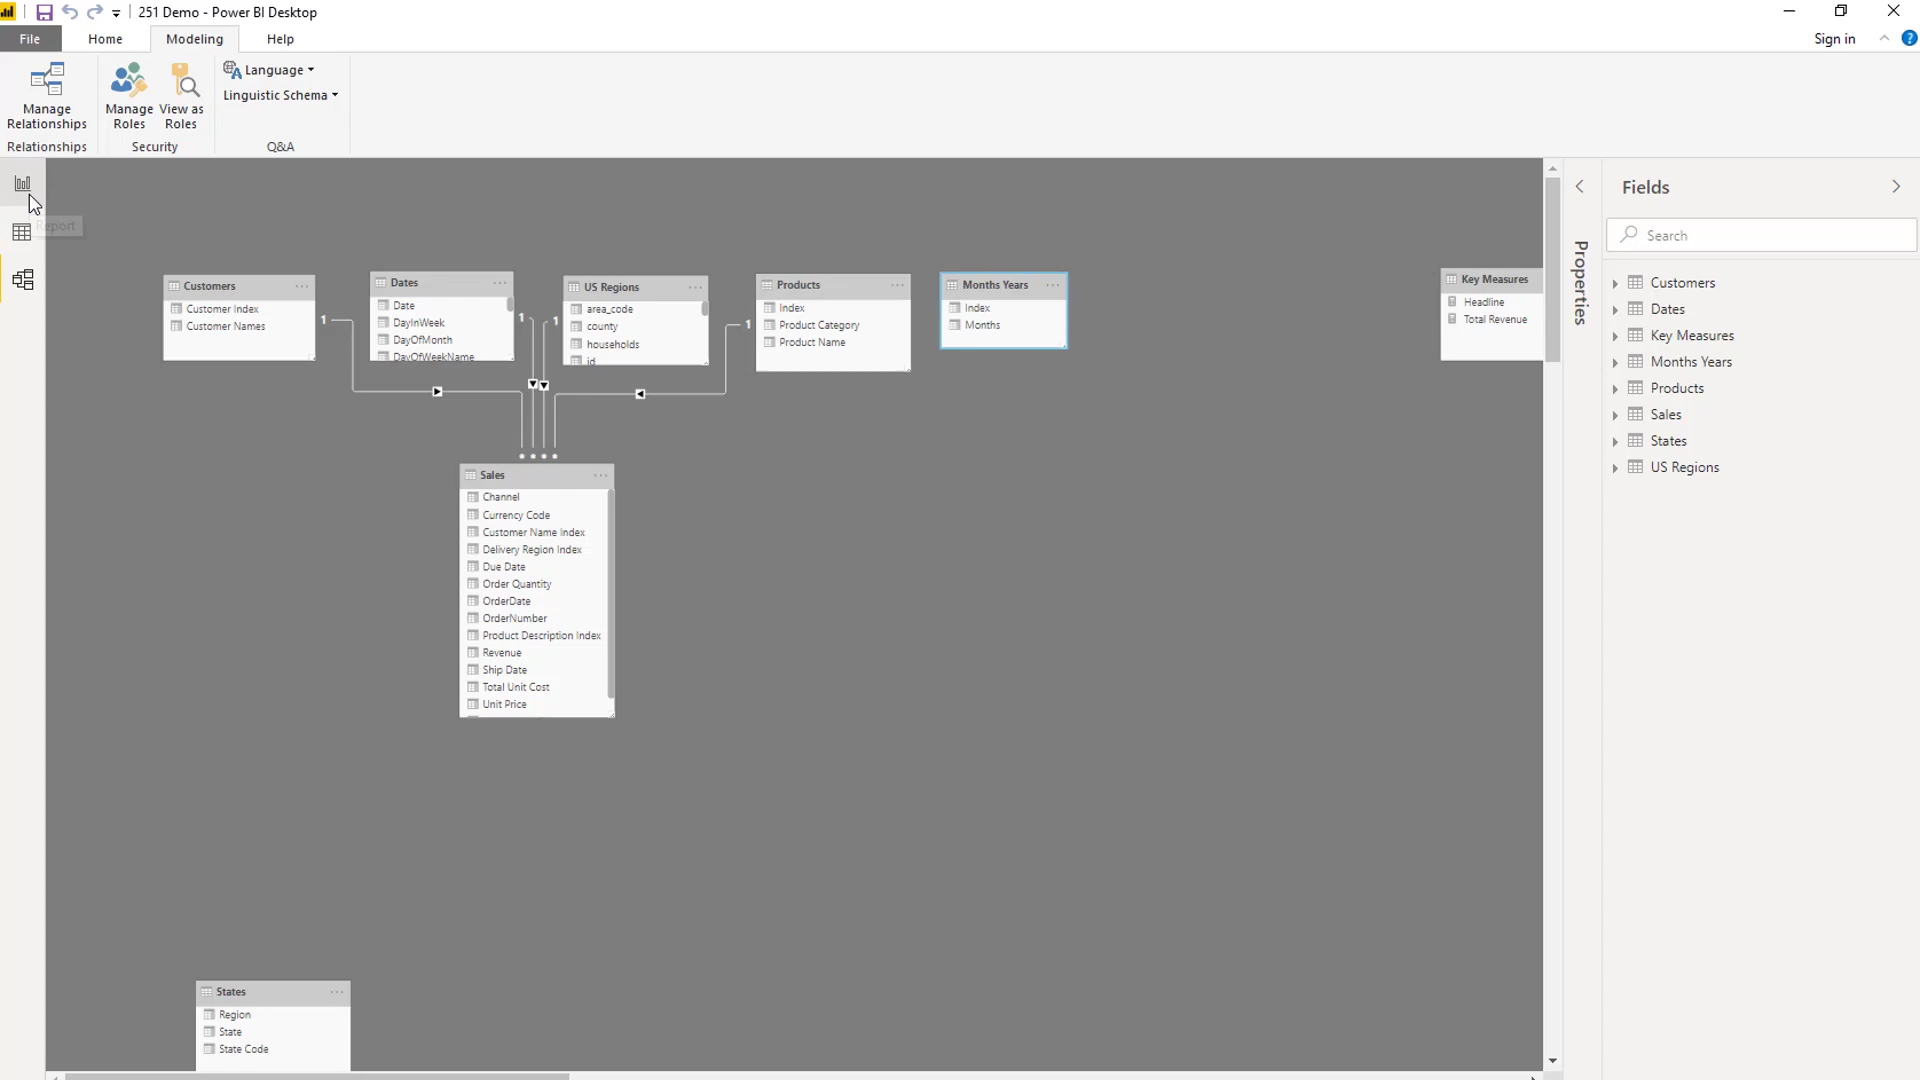 251 Demo - Power BI Desktop
File
Home
Modeling
Help
Sign in
?
Manage
Relationships
Manage
Roles
View as
Roles
Language
Linguistic Schema
Relationships
Security
Q&A
Report
Customers
Customer Index
Customer Names
Dates
Date
DayInWeek
DayOfMonth
DayOfWeekName
US Regions
area_code
county
households
id
Products
Index
Product Category
Product Name
Months Years
Index
Months
Key Measures
Headline
Total Revenue
1
1
1
1
Sales
Channel
Currency Code
Customer Name Index
Delivery Region Index
Due Date
Order Quantity
OrderDate
OrderNumber
Product Description Index
Revenue
Ship Date
Total Unit Cost
Unit Price
States
Region
State
State Code
Properties
Fields
Search
Customers
Dates
Key Measures
Months Years
Products
Sales
States
US Regions